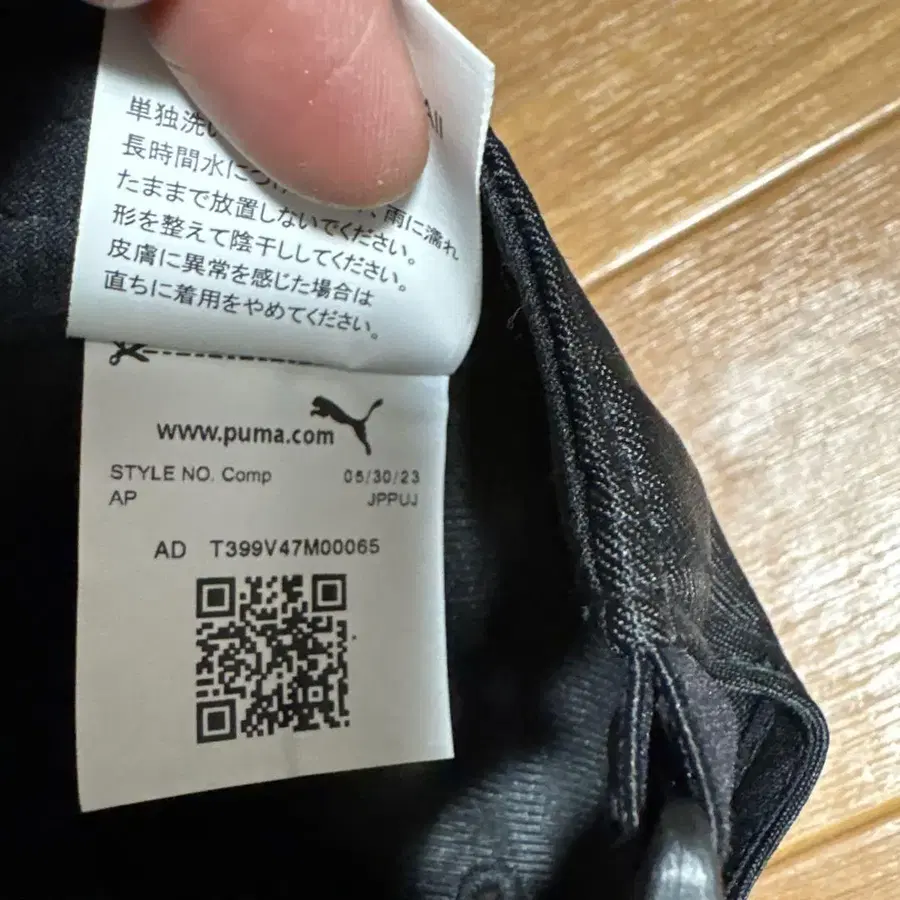 All
単独洗い
長時間水につけ 、雨に濡れ
たままで放置しないでください。
形を整えて陰干ししてください。
皮膚に異常を感じた場合は
直ちに着用をやめてください。
www.puma.com
STYLE NO. Comp 05/30/23
AP JPPUJ
AD T399V47M00065